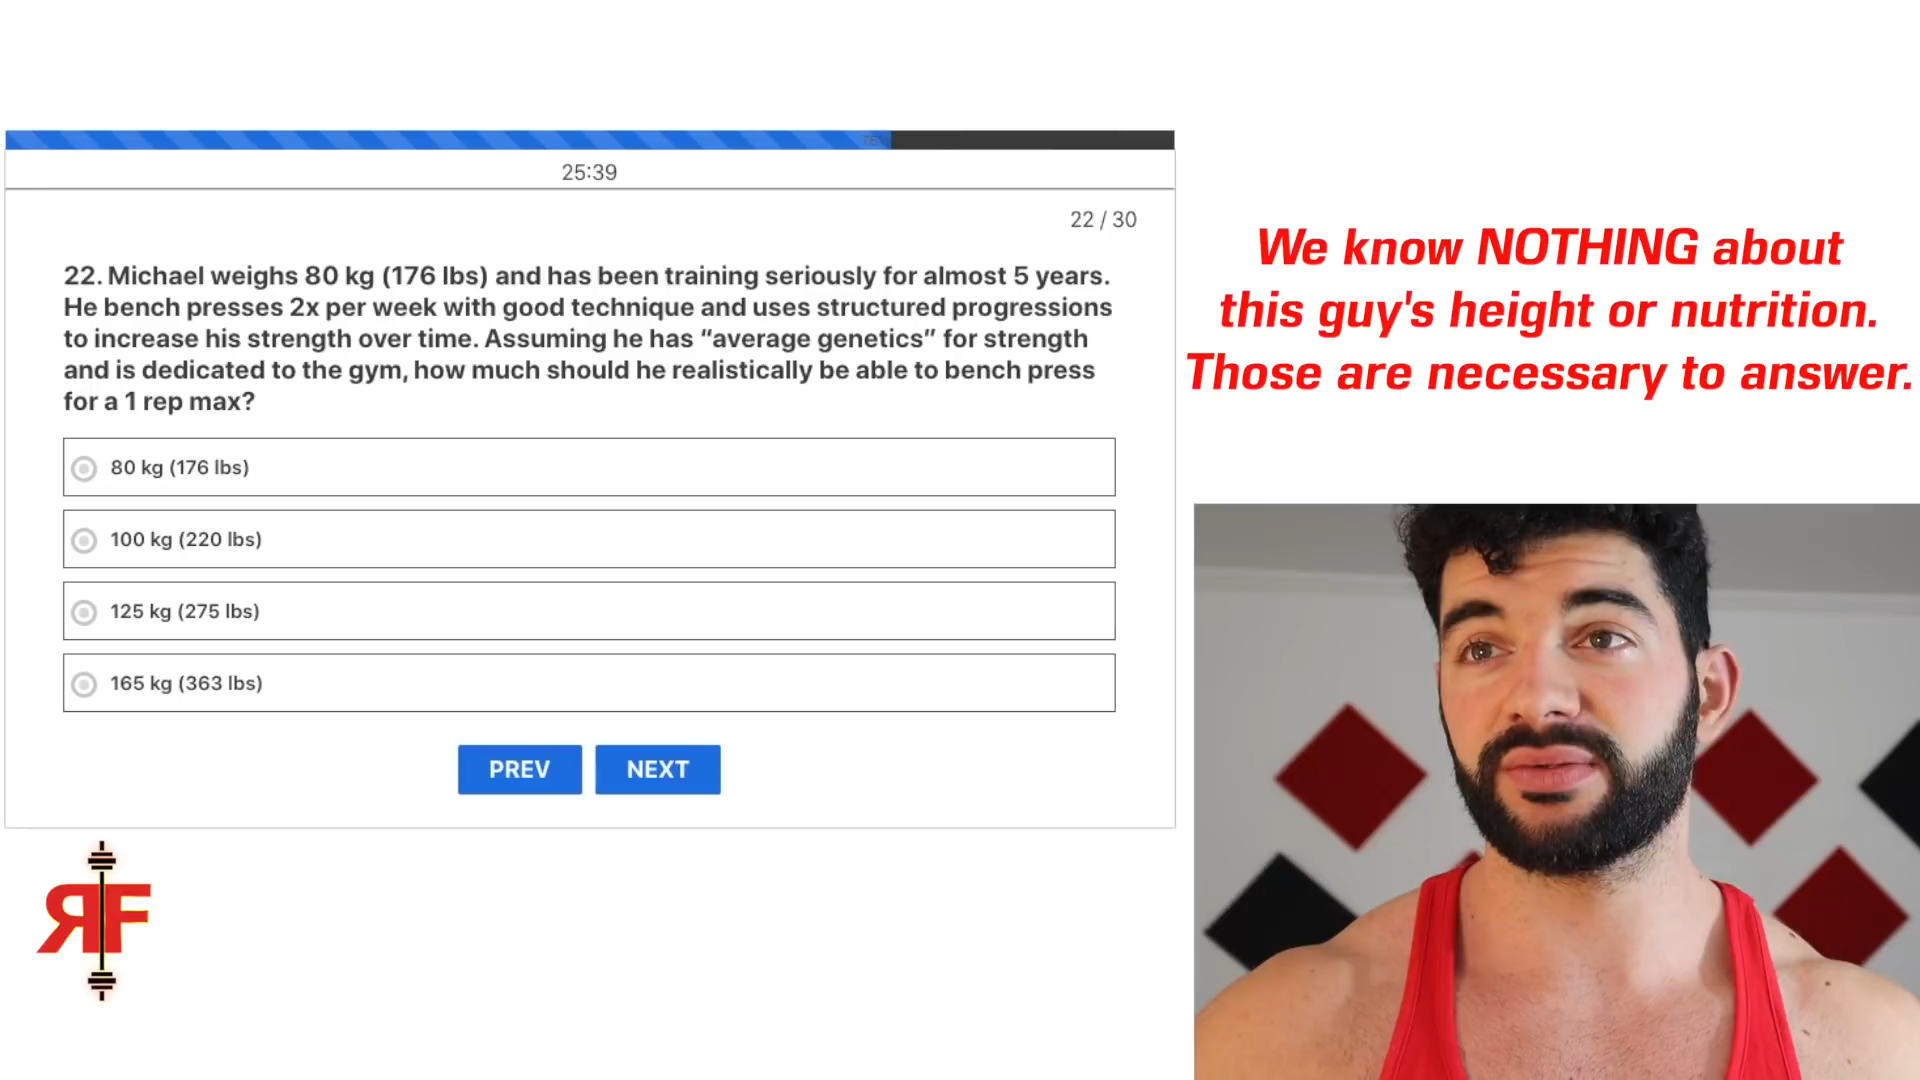 25:39
22 / 30
22. Michael weighs 80 kg (176 lbs) and has been training seriously for almost 5 years.
He bench presses 2x per week with good technique and uses structured progressions
to increase his strength over time. Assuming he has “average genetics” for strength
and is dedicated to the gym, how much should he realistically be able to bench press
for a 1 rep max?
80 kg (176 lbs)
100 kg (220 lbs)
125 kg (275 lbs)
165 kg (363 lbs)
PREV NEXT
We know NOTHING about
this guy's height or nutrition.
Those are necessary to answer.
RF